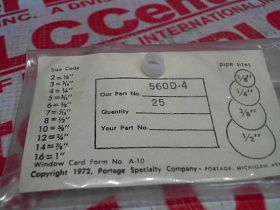 Size Code
2 = 1/8"
3 = 3/16"
4 = 1/4"
5 = 5/16"
6 = 3/8"
7 = 7/16"
8 = 1/2"
10 = 5/8"
12 = 3/4"
14 = 7/8"
16 = 1"
Our Part No. 560D-4
Quantity 25
Your Part No.
pipe sizes
1/8"
1/4"
3/8"
1/2"
Window Card Form No. A-10
Copyright 1972, Portage Specialty Company - PORTAGE, MICHIGAN